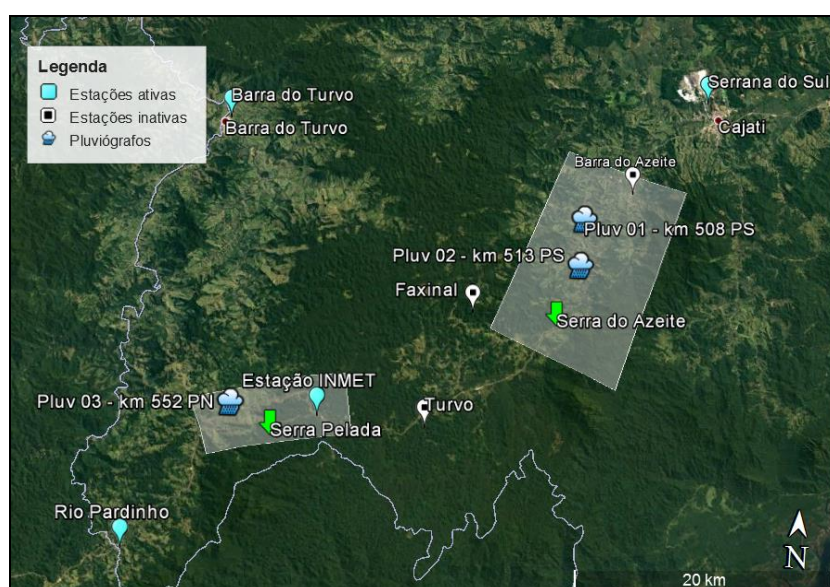 Legenda
Estações ativas
Estações inativas
Pluviógrafos
Barra do Turvo
Barra do Turvo
Serrana do Sul
Cajati
Barra do Azeite
Pluv 01 - km 508 PS
Pluv 02 - km 513 PS
Faxinal
Serra do Azeite
Estação INMET
Pluv 03 - km 552 PN
Turvo
Serra Pelada
Rio Pardinho
N
20 km